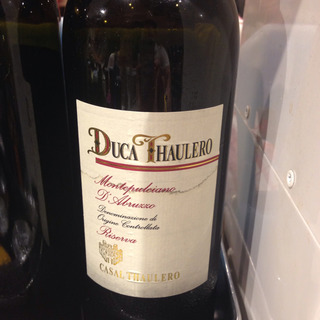 DUCA THAULERO
Montepulciano
D'Abruzzo
Denominazione di
Origine Controllata
Riserva
CASAL THAULERO